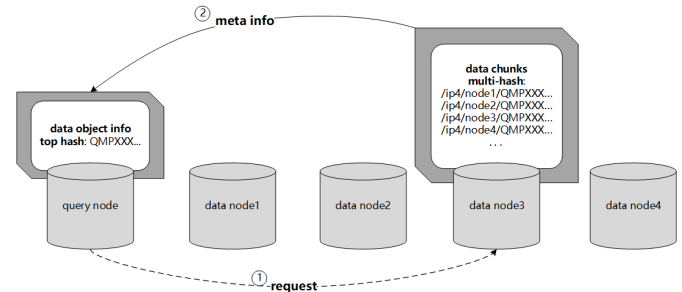 ② meta info
data chunks
multi-hash:
/ip4/node1/QMPXXX...
/ip4/node2/QMPXXX...
/ip4/node3/QMPXXX...
/ip4/node4/QMPXXX...
...
data object info
top hash: QMPXXX...
query node
data node1
data node2
data node3
data node4
① request